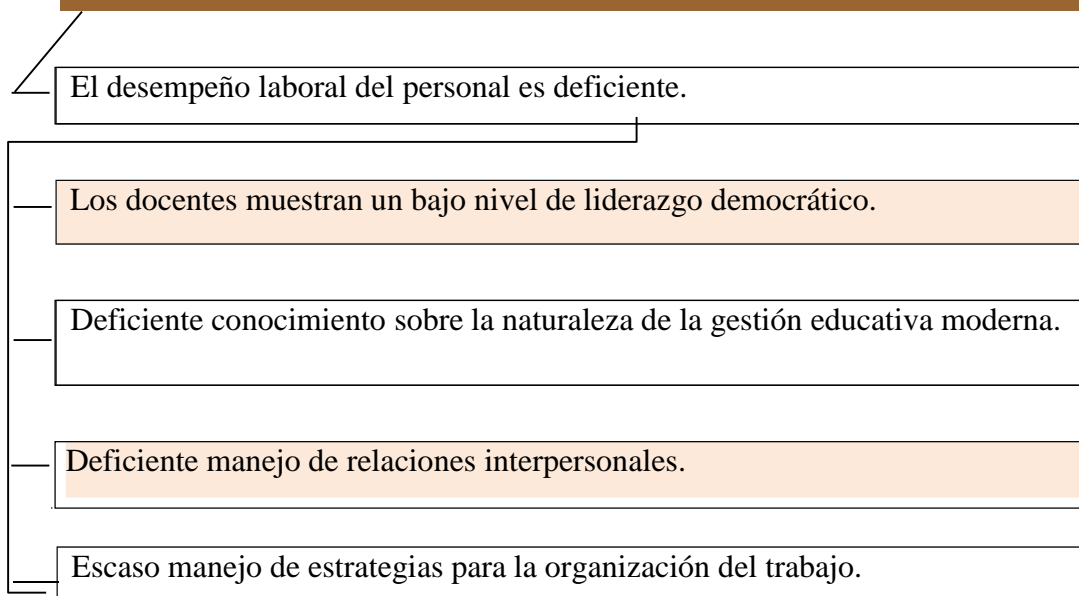 El desempeño laboral del personal es deficiente.
Los docentes muestran un bajo nivel de liderazgo democrático.
Deficiente conocimiento sobre la naturaleza de la gestión educativa moderna.
Deficiente manejo de relaciones interpersonales.
Escaso manejo de estrategias para la organización del trabajo.